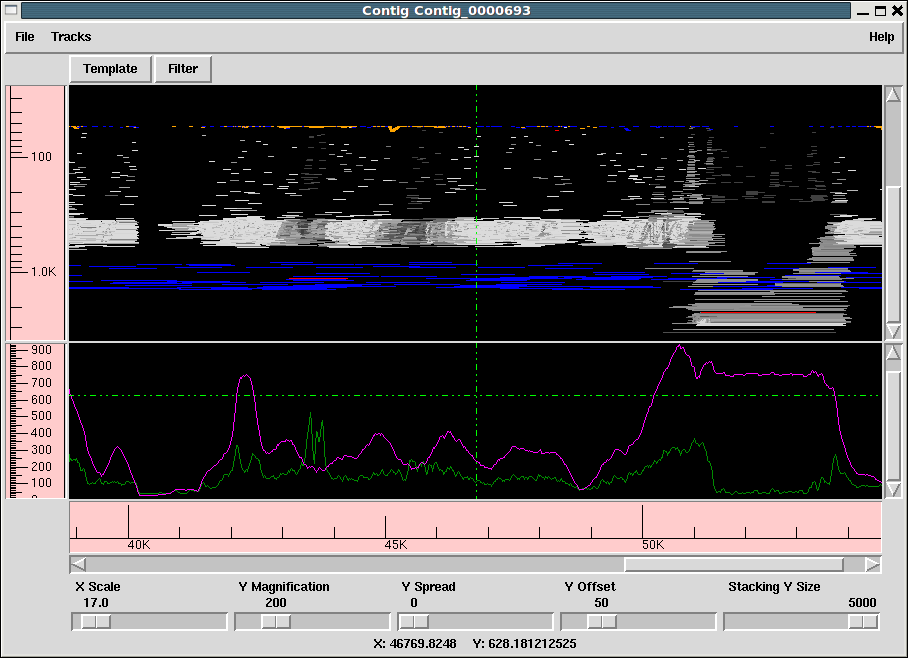 Contig Contig_0000693
File Tracks Help
Template Filter
100
1.0K
900
800
700
600
500
400
300
200
100
0
40K 45K 50K
X Scale Y Magnification Y Spread Y Offset Stacking Y Size
17.0 200 0 50 5000
X: 46769.8248 Y: 628.181212525